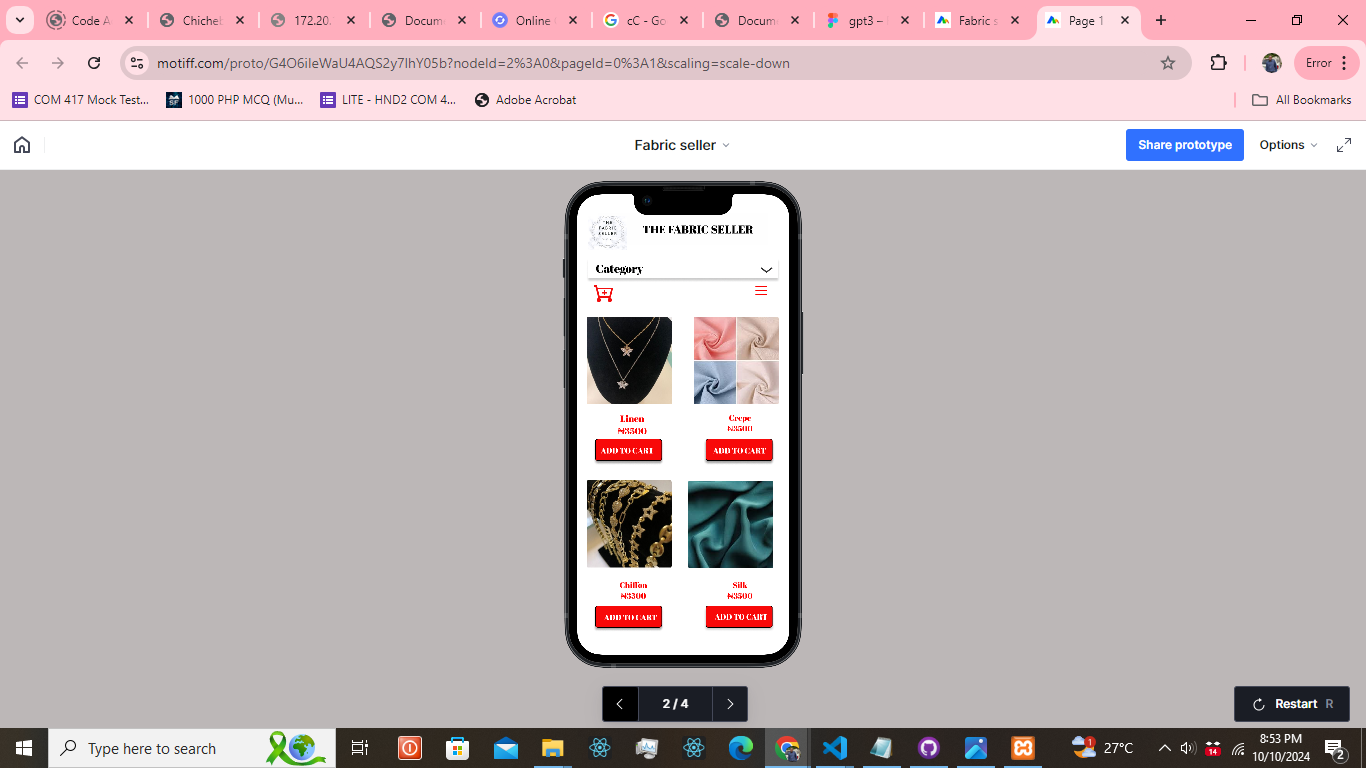 Code A
Chicheb
172.20.
Docume
Online
cC - Go
Docume
gpt3 –
Fabric s
Page 1
motiff.com/proto/G4O6ileWaU4AQS2y7lhY05b?nodeId=2%3A0&pageId=0%3A1&scaling=scale-down
Error
COM 417 Mock Test...
1000 PHP MCQ (Mu...
LITE - HND2 COM 4...
Adobe Acrobat
All Bookmarks
Fabric seller
Share prototype
Options
THE
FABRIC
SELLER
THE FABRIC SELLER
Category
Linen
₦3500
ADD TO CART
Crepe
₦3500
ADD TO CART
Chiffon
₦3500
ADD TO CART
Silk
₦3500
ADD TO CART
2 / 4
Restart R
Type here to search
27°C
14
8:53 PM
10/10/2024
2